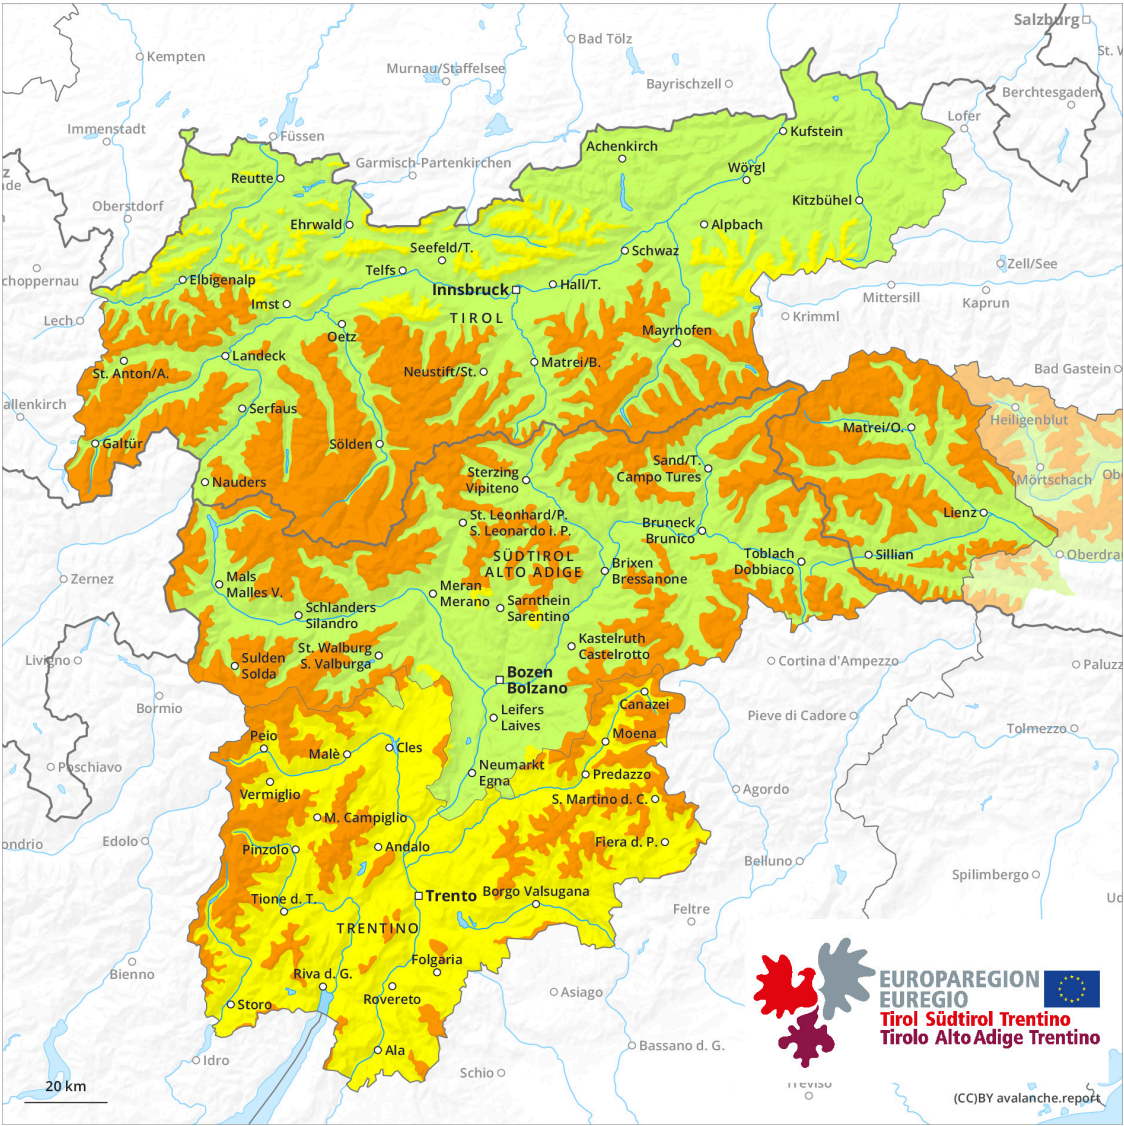 Salzburg
St. W
Bad Tölz
Kempten
Murnau/Staffelsee
Bayrischzell
Berchtesgaden
Lofer
Immenstadt
Füssen
Kufstein
Achenkirch
Garmisch-Partenkirchen
Wörgl
Reutte
z
de
Oberstdorf
Kitzbühel
Ehrwald
Alpbach
Seefeld/T.
Schwaz
Zell/See
Telfs
choppernau
Elbigenalp
Innsbruck
Hall/T.
Mittersill
Kaprun
Imst
TIROL
Krimml
Lech
Oetz
Mayrhofen
Landeck
Matrei/B.
St. Anton/A.
Neustift/St.
Bad Gastein
allenkirch
Serfaus
Heiligenblut
Matrei/O.
Galtür
Sölden
Sand/T.
Campo Tures
Sterzing
Vipiteno
Mörtschach
Obe
Nauders
Lienz
St. Leonhard/P.
S. Leonardo i. P.
Bruneck
Brunico
SÜDTIROL
ALTO ADIGE
Toblach
Dobbiaco
Sillian
Oberdrau
Brixen
Bressanone
Zernez
Mals
Malles V.
Meran
Merano
Sarnthein
Sarentino
Schlanders
Silandro
Kastelruth
Castelrotto
St. Walburg
S. Valburga
Livigno
Sulden
Solda
Cortina d'Ampezzo
Paluzz
Bozen
Bolzano
Bormio
Canazei
Leifers
Laives
Pieve di Cadore
Tolmezzo
Peio
Moena
Cles
Malè
Poschiavo
Neumarkt
Egna
Predazzo
Vermiglio
Agordo
S. Martino d. C.
M. Campiglio
ondrio
Edolo
Pinzolo
Andalo
Fiera d. P.
Belluno
Spilimbergo
Tione d. T.
Trento
Borgo Valsugana
Ud
Feltre
TRENTINO
Bienno
Folgaria
Riva d. G.
Rovereto
Asiago
Storo
EUROPAREGION
EUREGIO
Tirol Südtirol Trentino
Tirolo Alto Adige Trentino
Idro
Ala
Bassano d. G.
Schio
20 km
Treviso
(CC)BY avalanche.report